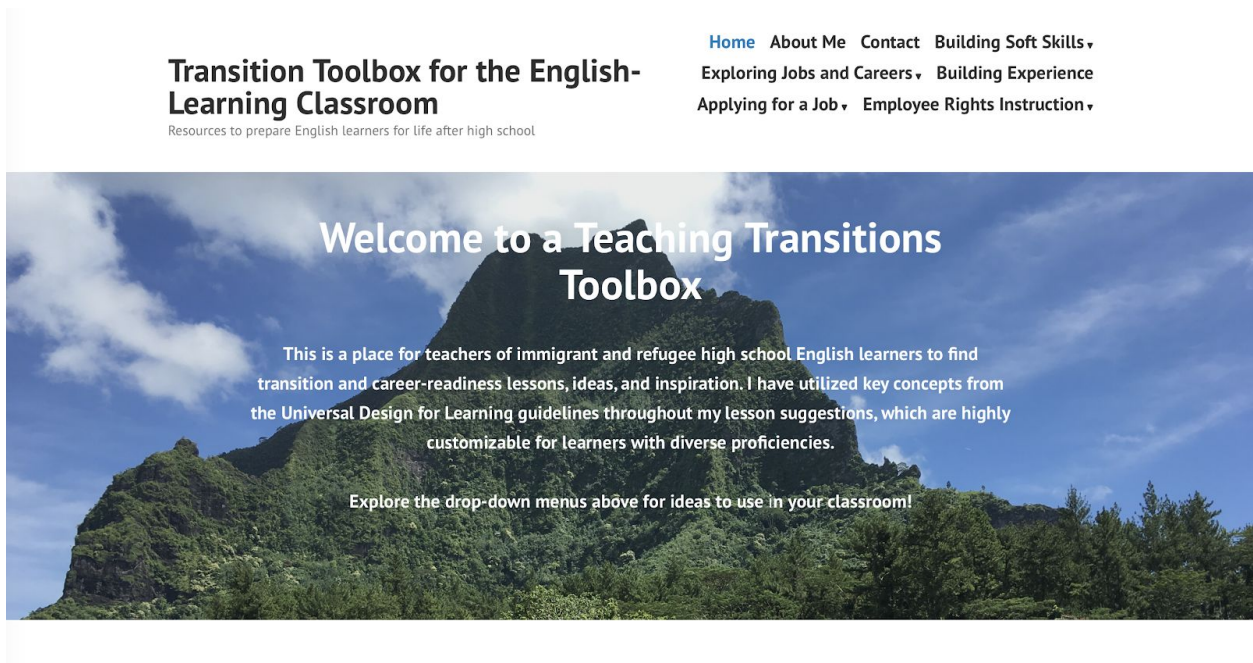 Transition Toolbox for the English-
Learning Classroom
Resources to prepare English learners for life after high school
Home About Me Contact Building Soft Skills ▾
Exploring Jobs and Careers ▾ Building Experience
Applying for a Job ▾ Employee Rights Instruction ▾
Welcome to a Teaching Transitions
Toolbox
This is a place for teachers of immigrant and refugee high school English learners to find
transition and career-readiness lessons, ideas, and inspiration. I have utilized key concepts from
the Universal Design for Learning guidelines throughout my lesson suggestions, which are highly
customizable for learners with diverse proficiencies.
Explore the drop-down menus above for ideas to use in your classroom!